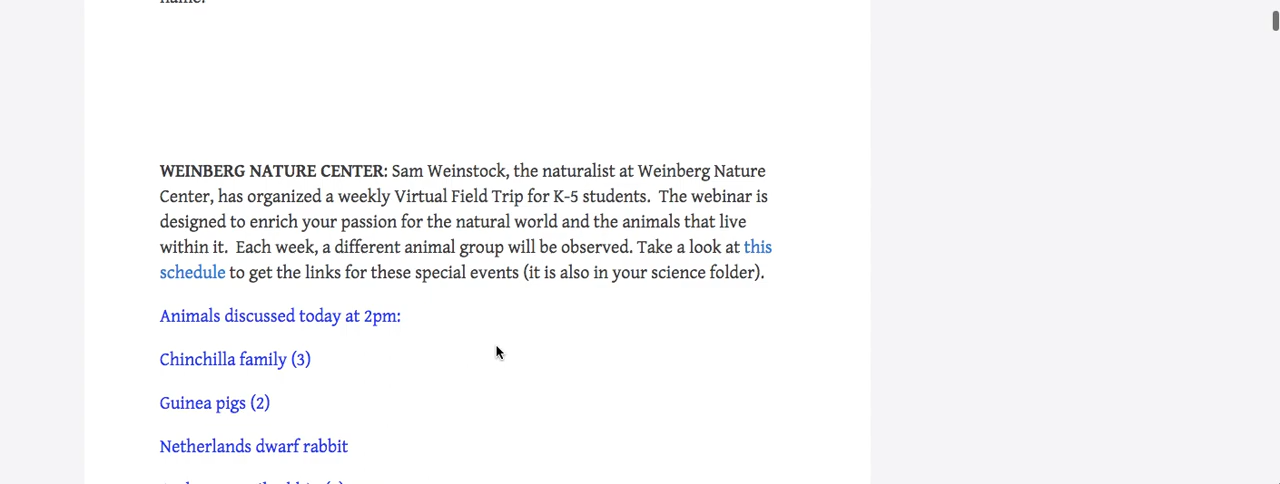 name.
WEINBERG NATURE CENTER: Sam Weinstock, the naturalist at Weinberg Nature
Center, has organized a weekly Virtual Field Trip for K-5 students.  The webinar is
designed to enrich your passion for the natural world and the animals that live
within it.  Each week, a different animal group will be observed. Take a look at this
schedule to get the links for these special events (it is also in your science folder).
Animals discussed today at 2pm:
Chinchilla family (3)
Guinea pigs (2)
Netherlands dwarf rabbit